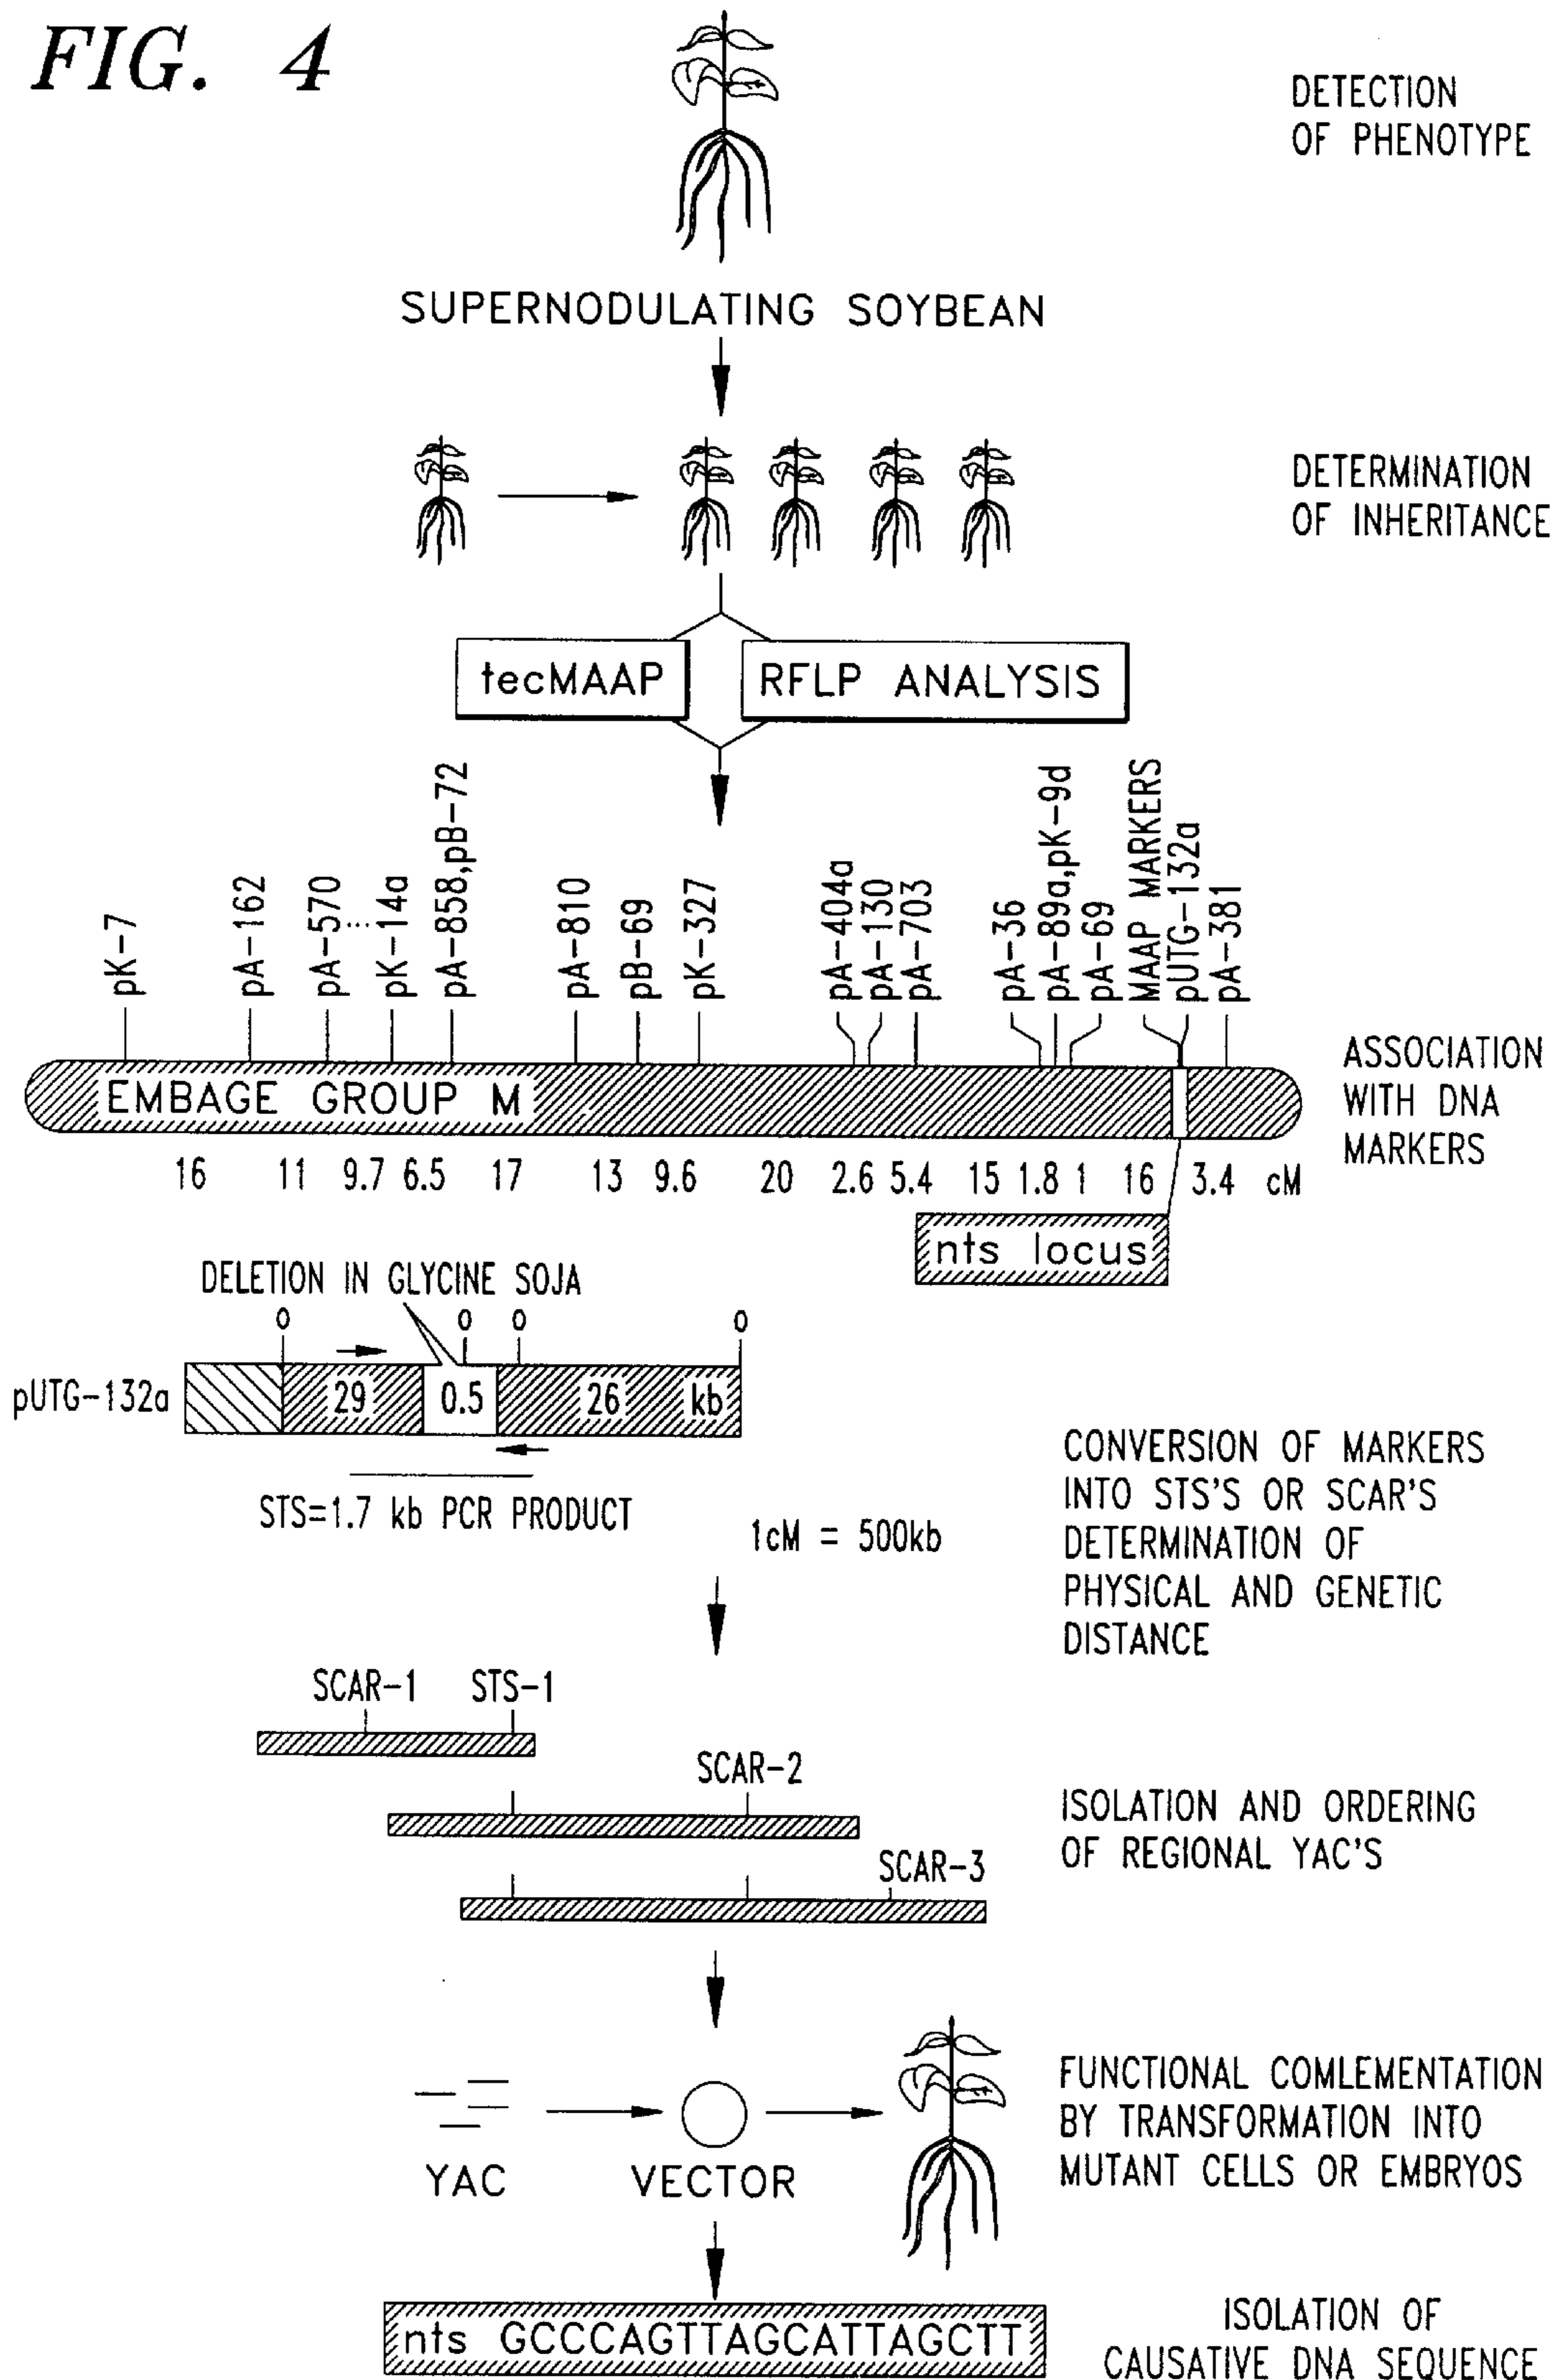 FIG. 4
DETECTION
OF PHENOTYPE
SUPERNODULATING SOYBEAN
DETERMINATION
OF INHERITANCE
tecMAAP
RFLP ANALYSIS
pK-7
pA-162
pA-570
pK-14a
pA-858,pB-72
pA-810
pB-69
pK-327
pA-404a
pA-130
pA-703
pA-36
pA-89a,pK-9d
pA-69
MAAP MARKERS
pUTG-132a
pA-381
EMBAGE GROUP M
ASSOCIATION
WITH DNA
MARKERS
16 11 9.7 6.5 17 13 9.6 20 2.6 5.4 15 1.8 1 16 3.4 cM
nts locus
DELETION IN GLYCINE SOJA
0 0 0 0
pUTG-132a 29 0.5 26 kb
STS=1.7 kb PCR PRODUCT
1cM = 500kb
CONVERSION OF MARKERS
INTO STS'S OR SCAR'S
DETERMINATION OF
PHYSICAL AND GENETIC
DISTANCE
SCAR-1 STS-1
SCAR-2
SCAR-3
ISOLATION AND ORDERING
OF REGIONAL YAC'S
YAC VECTOR
FUNCTIONAL COMLEMENTATION
BY TRANSFORMATION INTO
MUTANT CELLS OR EMBRYOS
nts GCCCAGTTAGCATTAGCTT
ISOLATION OF
CAUSATIVE DNA SEQUENCE